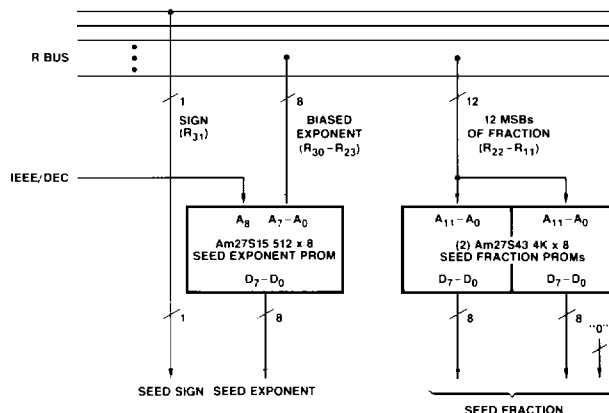 R BUS
1
8
12
SIGN
(R31)
BIASED
EXPONENT
(R30–R23)
12 MSBs
OF FRACTION
(R22–R11)
IEEE/DEC
A8 A7–A0
Am27S15 512 x 8
SEED EXPONENT PROM
D7–D0
A11–A0 A11–A0
(2) Am27S43 4K x 8
SEED FRACTION PROMs
D7–D0 D7–D0
1
8
8
8
"0"
SEED SIGN SEED EXPONENT
SEED FRACTION